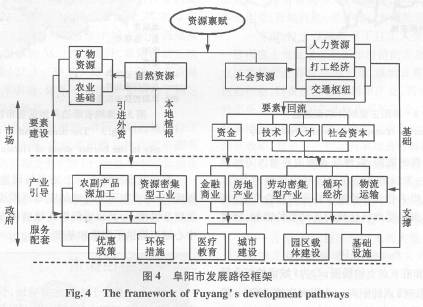 资源禀赋
矿物
资源
农业
基础
自然资源
社会资源
人力资源
打工经济
交通枢纽
市场
政府
要素
建设
引进外资
本地植根
要素回流
资金
技术
人才
社会资本
基础
支撑
产业
引导
农副产品
深加工
资源密集
型工业
金融
商业
房地
产业
劳动密集
型产业
循环
经济
物流
运输
服务
配套
优惠
政策
环保
措施
医疗
教育
城市
建设
园区载
体建设
基础
设施
图4 阜阳市发展路径框架
Fig. 4 The framework of Fuyang's development pathways